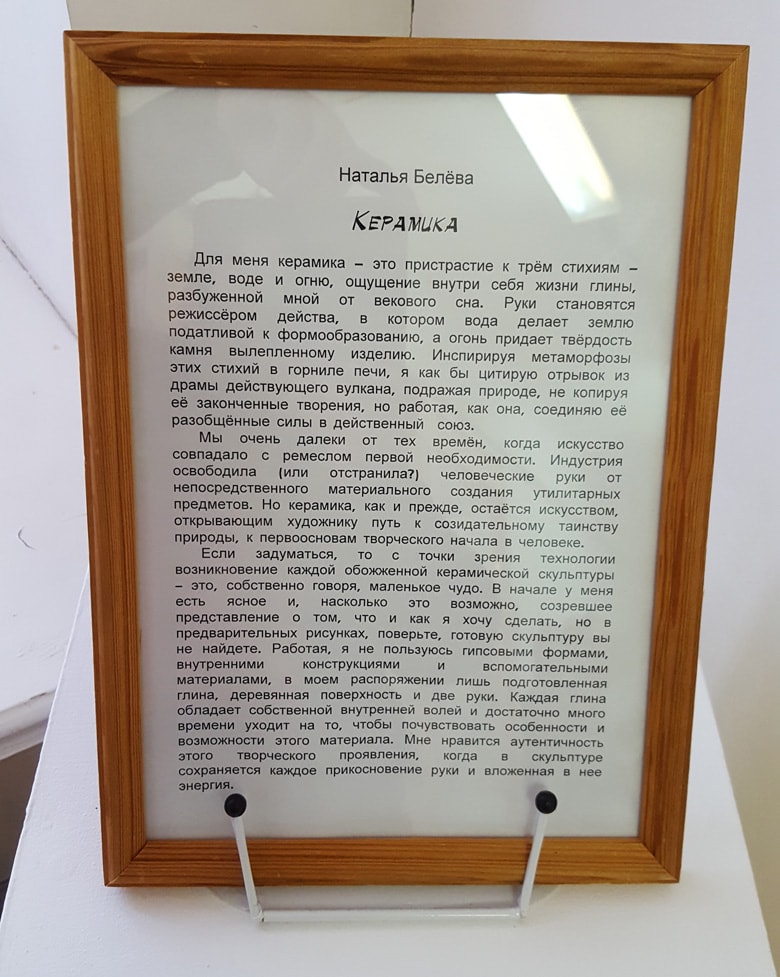 Наталья Белёва
КЕРАМИКА
Для меня керамика – это пристрастие к трём стихиям –
земле, воде и огню, ощущение внутри себя жизни глины,
разбуженной мной от векового сна. Руки становятся
режиссёром действа, в котором вода делает землю
податливой к формообразованию, а огонь придает твёрдость
камня вылепленному изделию. Инспирируя метаморфозы
этих стихий в горниле печи, я как бы цитирую отрывок из
драмы действующего вулкана, подражая природе, не копируя
её законченные творения, но работая, как она, соединяю её
разобщённые силы в действенный союз.
Мы очень далеки от тех времён, когда искусство
совпадало с ремеслом первой необходимости. Индустрия
освободила (или отстранила?) человеческие руки от
непосредственного материального создания утилитарных
предметов. Но керамика, как и прежде, остаётся искусством,
открывающим художнику путь к созидательному таинству
природы, к первоосновам творческого начала в человеке.
Если задуматься, то с точки зрения технологии
возникновение каждой обожженной керамической скульптуры
– это, собственно говоря, маленькое чудо. В начале у меня
есть ясное и, насколько это возможно, созревшее
представление о том, что и как я хочу сделать, но в
предварительных рисунках, поверьте, готовую скульптуру вы
не найдете. Работая, я не пользуюсь гипсовыми формами,
внутренними конструкциями и вспомогательными
материалами, в моем распоряжении лишь подготовленная
глина, деревянная поверхность и две руки. Каждая глина
обладает собственной внутренней волей и достаточно много
времени уходит на то, чтобы почувствовать особенности и
возможности этого материала. Мне нравится аутентичность
этого творческого проявления, когда в скульптуре
сохраняется каждое прикосновение руки и вложенная в нее
энергия.